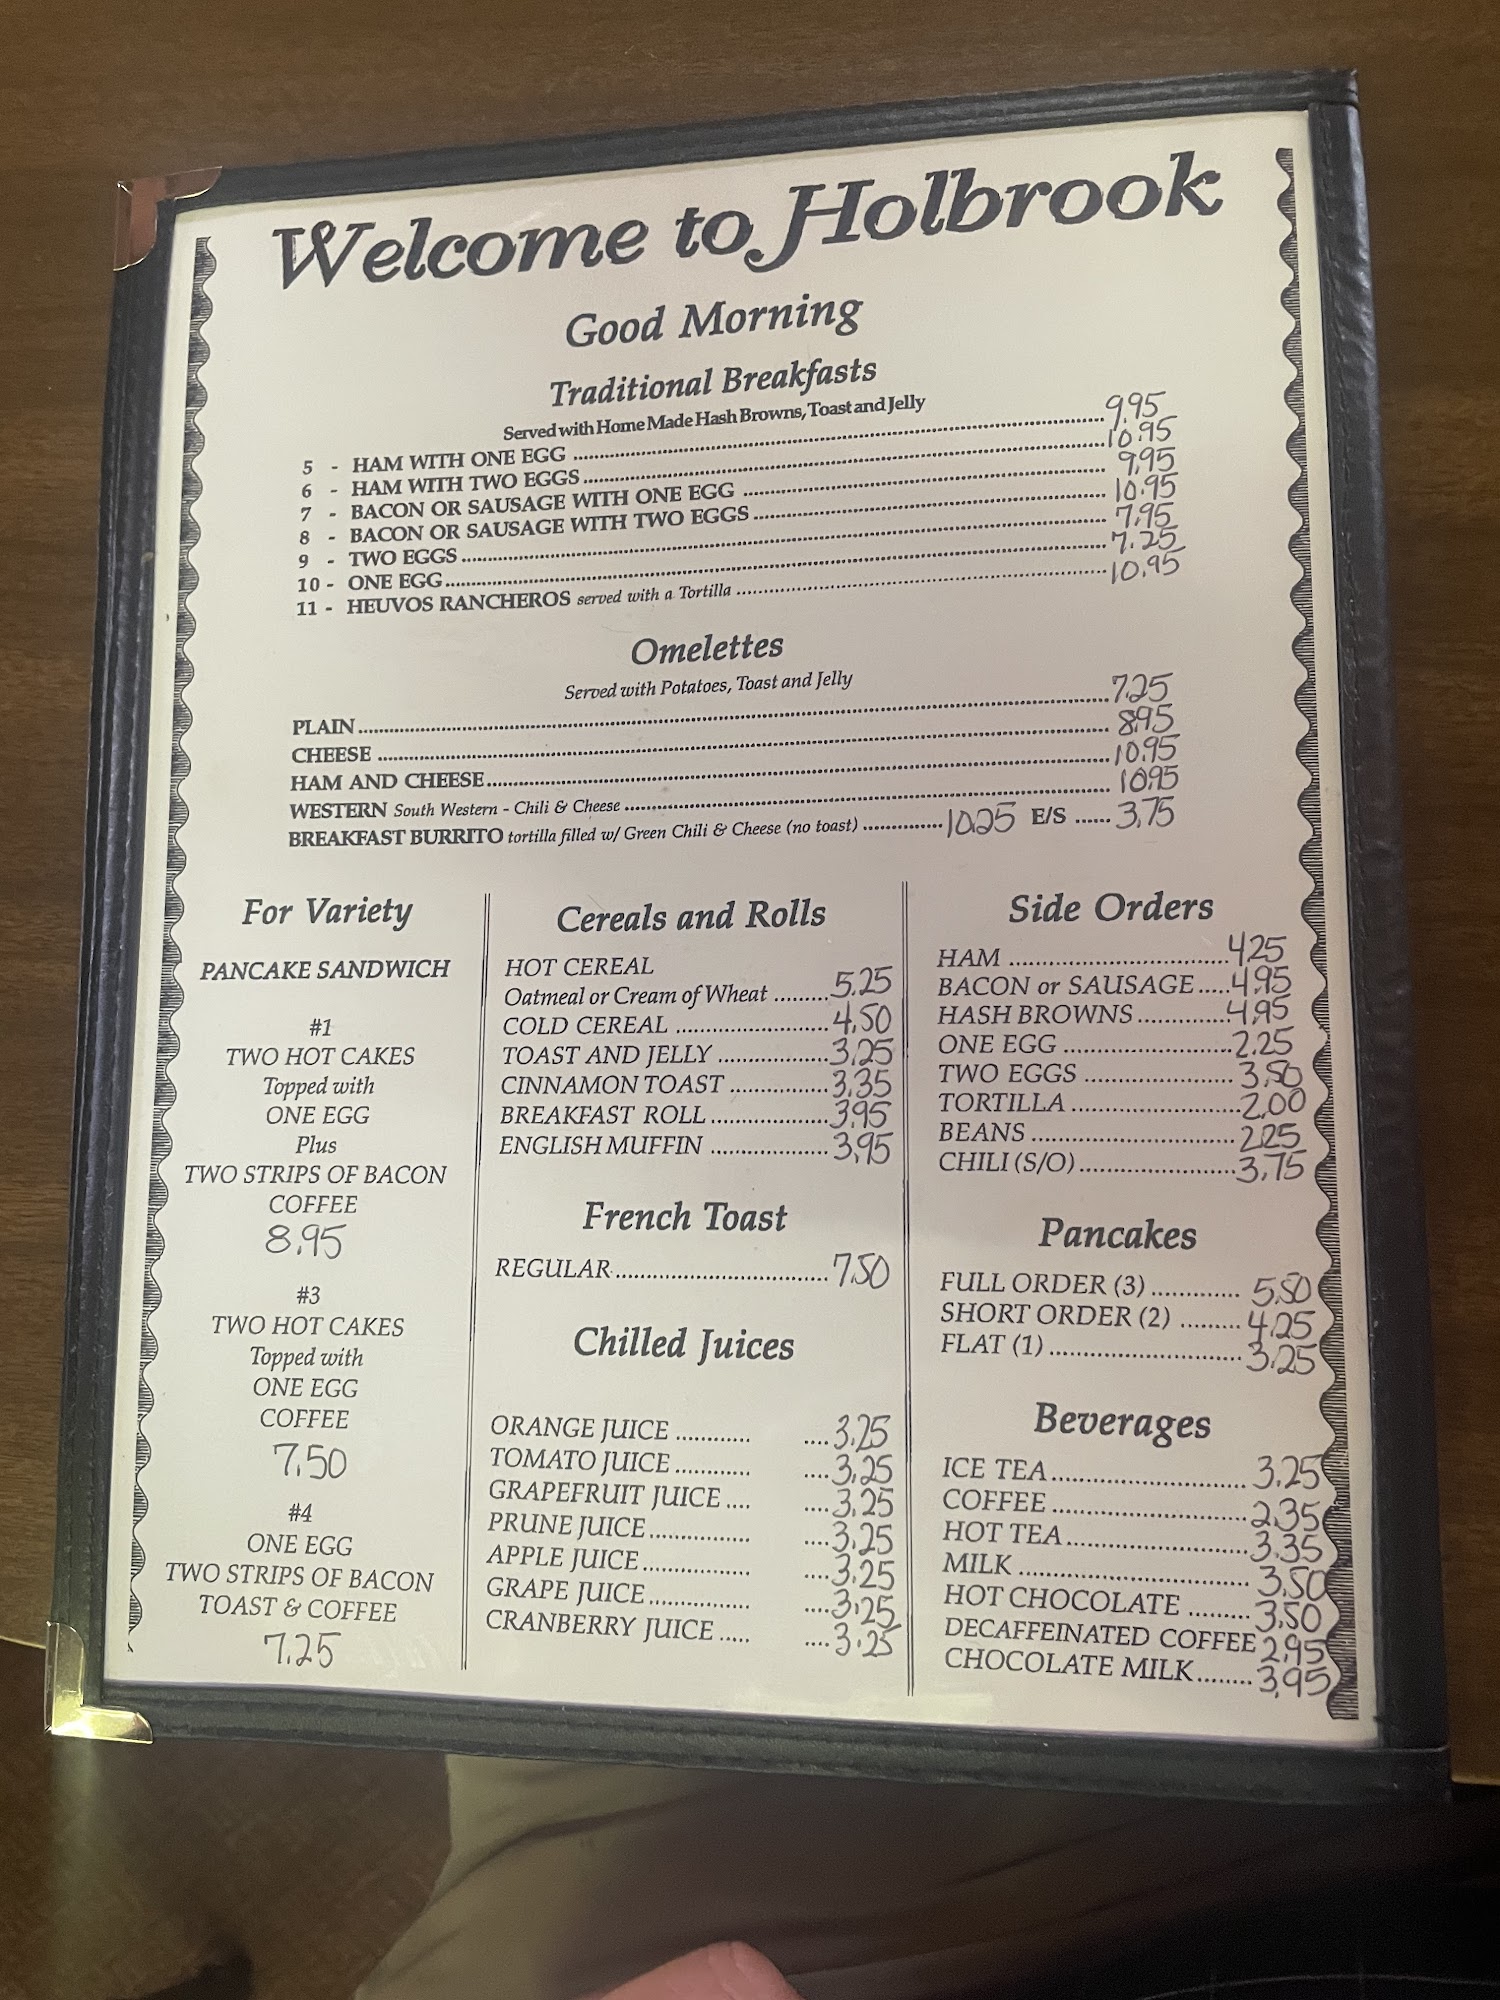 Welcome to Holbrook
Good Morning
Traditional Breakfasts
Served with Home Made Hash Browns, Toast and Jelly
5 - HAM WITH ONE EGG 9.95
6 - HAM WITH TWO EGGS 10.95
7 - BACON OR SAUSAGE WITH ONE EGG 9.95
8 - BACON OR SAUSAGE WITH TWO EGGS 10.95
9 - TWO EGGS 7.95
10 - ONE EGG 7.25
11 - HEUVOS RANCHEROS served with a Tortilla 10.95
Omelettes
Served with Potatoes, Toast and Jelly
PLAIN 7.25
CHEESE 8.95
HAM AND CHEESE 10.95
WESTERN South Western - Chili & Cheese 10.95
BREAKFAST BURRITO tortilla filled w/ Green Chili & Cheese (no toast) 10.25 E/S 3.75
For Variety
PANCAKE SANDWICH
#1
TWO HOT CAKES
Topped with
ONE EGG
Plus
TWO STRIPS OF BACON
COFFEE
8.95
#3
TWO HOT CAKES
Topped with
ONE EGG
COFFEE
7.50
#4
ONE EGG
TWO STRIPS OF BACON
TOAST & COFFEE
7.25
Cereals and Rolls
HOT CEREAL
Oatmeal or Cream of Wheat 5.25
COLD CEREAL 4.50
TOAST AND JELLY 3.25
CINNAMON TOAST 3.35
BREAKFAST ROLL 3.95
ENGLISH MUFFIN 3.95
French Toast
REGULAR 7.50
Chilled Juices
ORANGE JUICE 3.25
TOMATO JUICE 3.25
GRAPEFRUIT JUICE 3.25
PRUNE JUICE 3.25
APPLE JUICE 3.25
GRAPE JUICE 3.25
CRANBERRY JUICE 3.25
Side Orders
HAM 4.25
BACON or SAUSAGE 4.95
HASH BROWNS 4.95
ONE EGG 2.25
TWO EGGS 3.50
TORTILLA 2.00
BEANS 2.25
CHILI (S/O) 3.75
Pancakes
FULL ORDER (3) 5.50
SHORT ORDER (2) 4.25
FLAT (1) 3.25
Beverages
ICE TEA 3.25
COFFEE 2.35
HOT TEA 3.35
MILK 3.50
HOT CHOCOLATE 3.50
DECAFFEINATED COFFEE 2.95
CHOCOLATE MILK 3.95